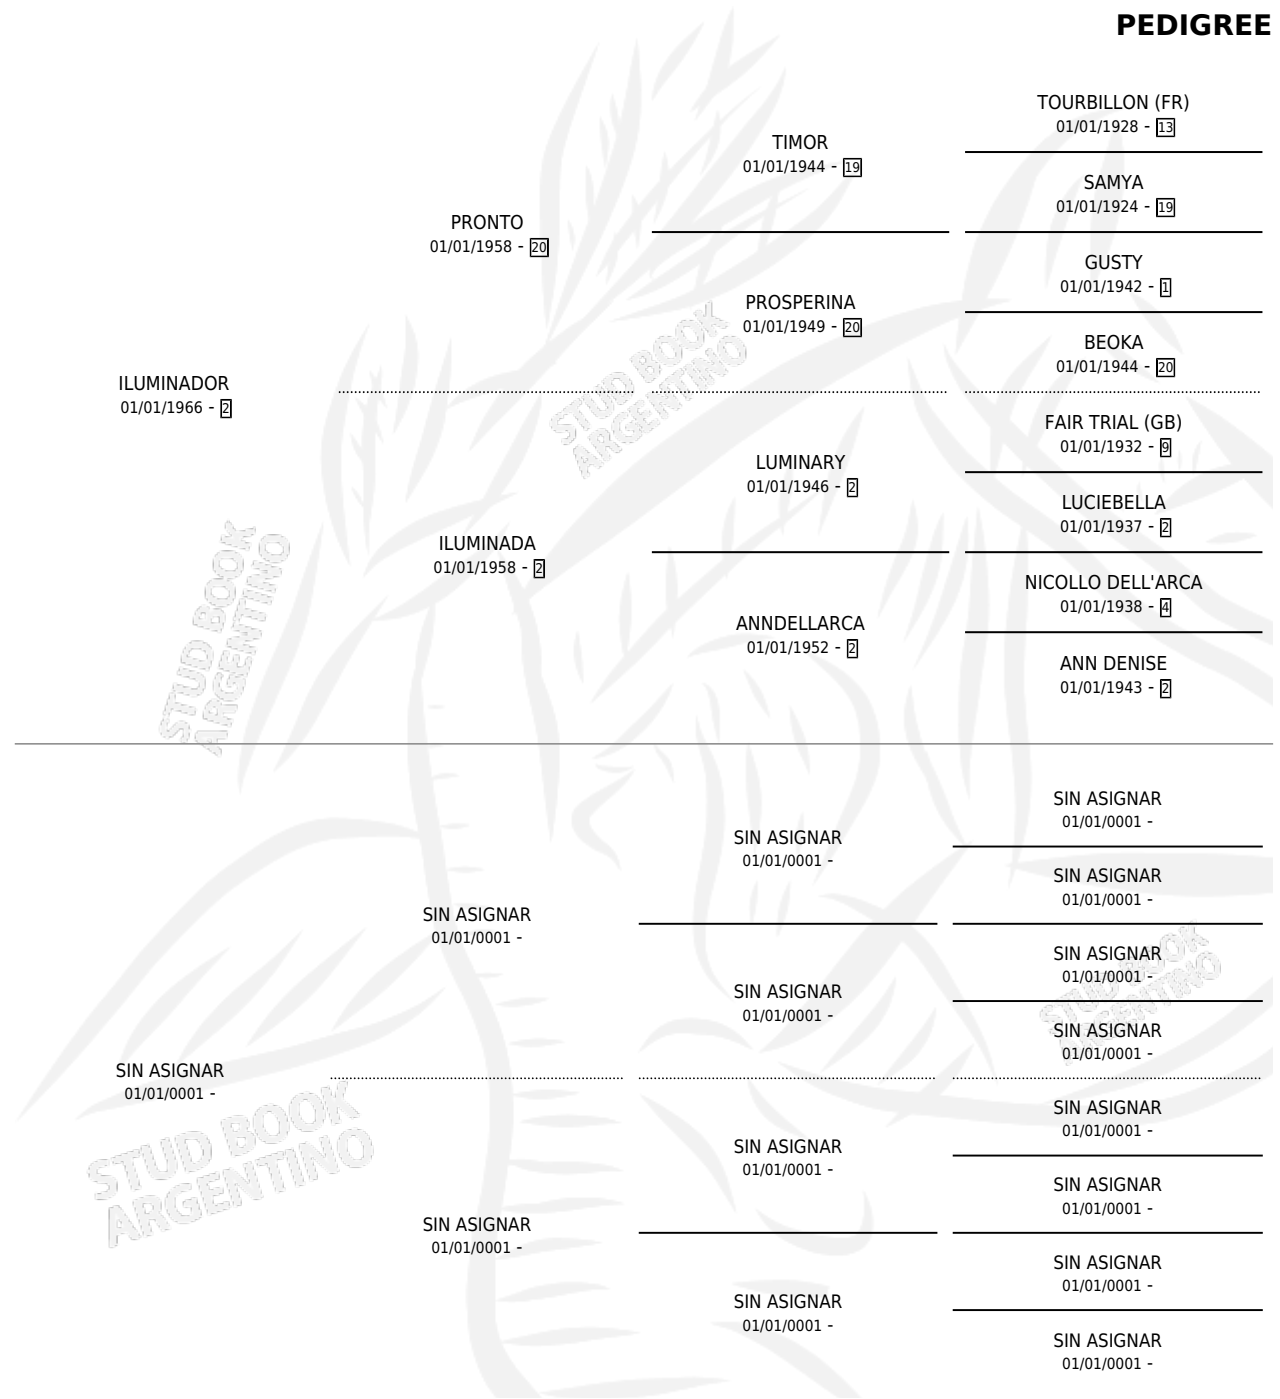 PEDIGREE
TOURBILLON (FR)
01/01/1928 - 13
TIMOR
01/01/1944 - 19
SAMYA
01/01/1924 - 19
PRONTO
01/01/1958 - 20
GUSTY
01/01/1942 - 1
PROSPERINA
01/01/1949 - 20
BEOKA
01/01/1944 - 20
ILUMINADOR
01/01/1966 - 2
STUD BOOK
ARGENTINO
FAIR TRIAL (GB)
01/01/1932 - 9
LUMINARY
01/01/1946 - 2
LUCIEBELLA
01/01/1937 - 2
ILUMINADA
01/01/1958 - 2
NICOLLO DELL'ARCA
01/01/1938 - 4
ANNDELLARCA
01/01/1952 - 2
ANN DENISE
01/01/1943 - 2
STUD BOOK
ARGENTINO
SIN ASIGNAR
01/01/0001 -
SIN ASIGNAR
01/01/0001 -
SIN ASIGNAR
01/01/0001 -
SIN ASIGNAR
01/01/0001 -
SIN ASIGNAR
01/01/0001 -
SIN ASIGNAR
01/01/0001 -
SIN ASIGNAR
01/01/0001 -
STUD BOOK
ARGENTINO
SIN ASIGNAR
01/01/0001 -
SIN ASIGNAR
01/01/0001 -
SIN ASIGNAR
01/01/0001 -
SIN ASIGNAR
01/01/0001 -
SIN ASIGNAR
01/01/0001 -
SIN ASIGNAR
01/01/0001 -
SIN ASIGNAR
01/01/0001 -
SIN ASIGNAR
01/01/0001 -
STUD BOOK
ARGENTINO